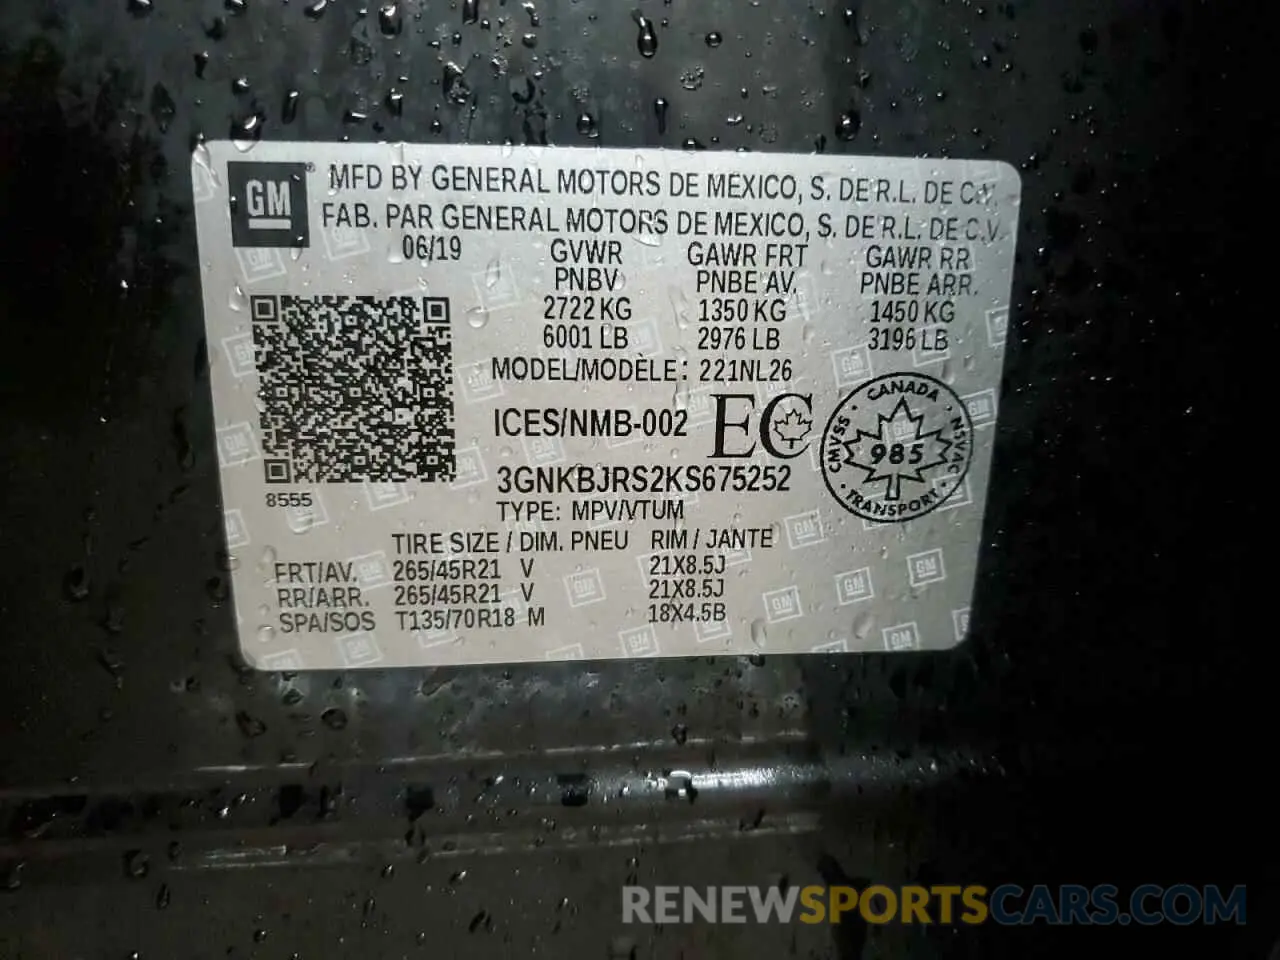 GM ® MFD BY GENERAL MOTORS DE MEXICO, S. DE R.L. DE C.V.
FAB. PAR GENERAL MOTORS DE MEXICO, S. DE R.L. DE C.V.
06/19 GVWR GAWR FRT GAWR RR
PNBV PNBE AV. PNBE ARR.
2722 KG 1350 KG 1450 KG
6001 LB 2976 LB 3196 LB
MODEL/MODÈLE: 221NL26
ICES/NMB-002 EC
CANADA
CMVSS 985 NSVAC
TRANSPORT
3GNKBJRS2KS675252
8555
TYPE: MPV/VTUM
TIRE SIZE / DIM. PNEU RIM / JANTE
FRT/AV. 265/45R21 V 21X8.5J
RR/ARR. 265/45R21 V 21X8.5J
SPA/SOS T135/70R18 M 18X4.5B
RENEWSPORTSCARS.COM